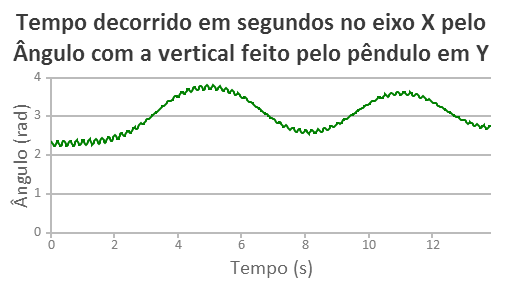 Tempo decorrido em segundos no eixo X pelo
Ângulo com a vertical feito pelo pêndulo em Y
4
3
2
1
0
Ângulo (rad)
0 2 4 6 8 10 12
Tempo (s)